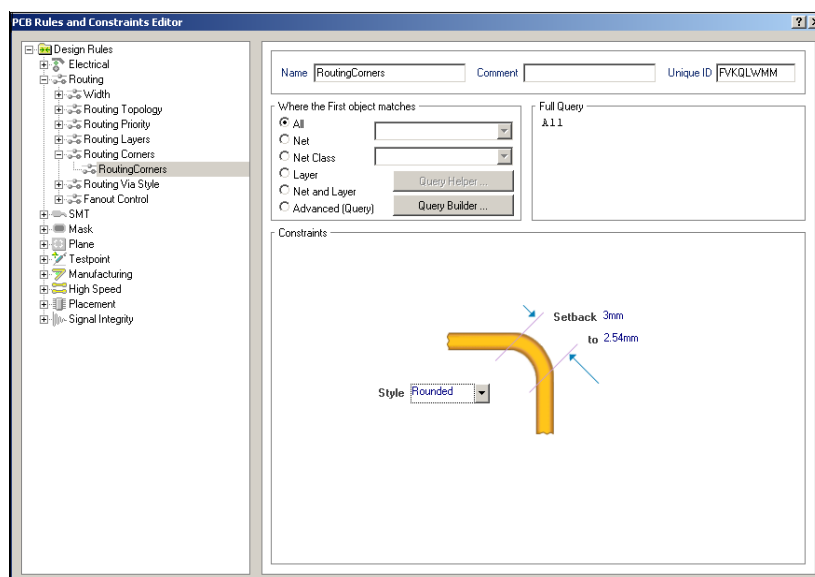 PCB Rules and Constraints Editor
Design Rules
Electrical
Routing
Width
Routing Topology
Routing Priority
Routing Layers
Routing Corners
RoutingCorners
Routing Via Style
Fanout Control
SMT
Mask
Plane
Testpoint
Manufacturing
High Speed
Placement
Signal Integrity
Name RoutingCorners Comment Unique ID FVKQLWMM
Where the First object matches
All
Net
Net Class
Layer
Net and Layer
Advanced (Query)
Query Helper ...
Query Builder ...
Full Query
All
Constraints
Setback 3mm
to 2.54mm
Style Rounded